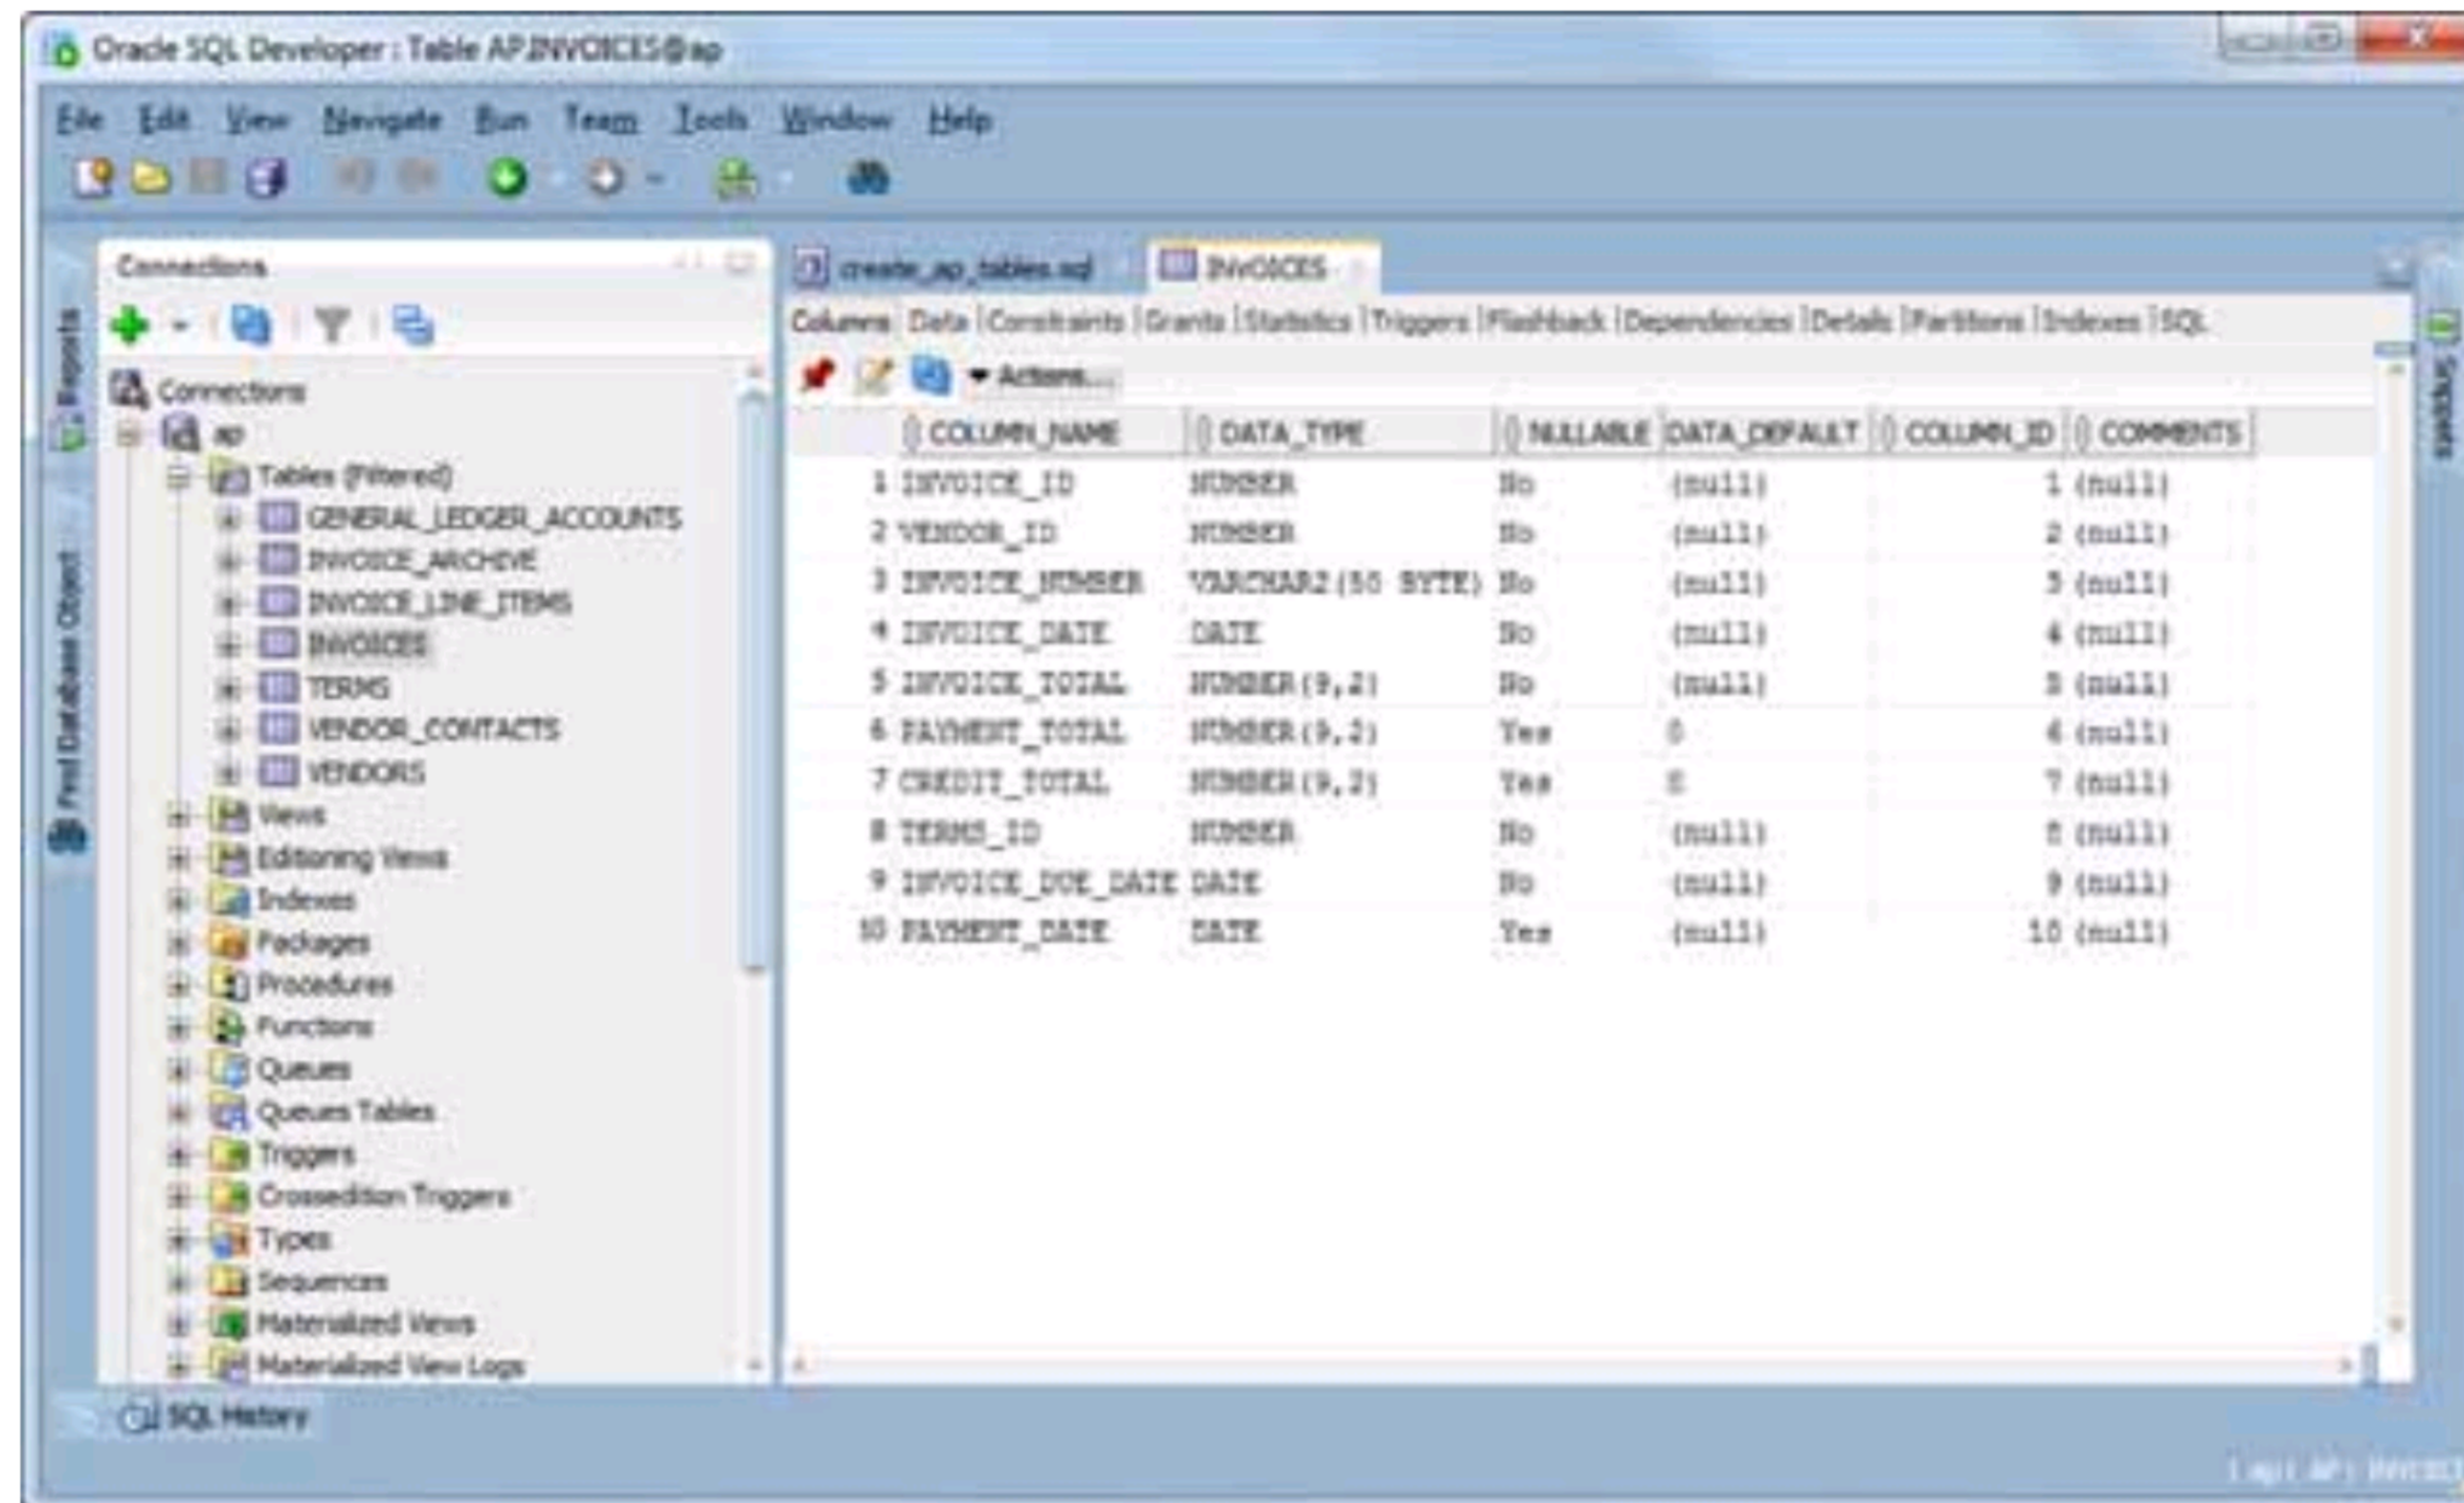 Oracle SQL Developer : Table AP.INVOICES@ap
File Edit View Navigate Run Team Tools Window Help
Connections
create_ap_tables.sql INVOICES
Columns Data Constraints Grants Statistics Triggers Flashback Dependencies Details Partitions Indexes SQL
Actions...
Reports
Find Database Object
Snippets
Connections
ap
Tables (Filtered)
GENERAL_LEDGER_ACCOUNTS
INVOICE_ARCHIVE
INVOICE_LINE_ITEMS
INVOICES
TERMS
VENDOR_CONTACTS
VENDORS
Views
Editioning Views
Indexes
Packages
Procedures
Functions
Queues
Queues Tables
Triggers
Crossedition Triggers
Types
Sequences
Materialized Views
Materialized View Logs
COLUMN_NAME DATA_TYPE NULLABLE DATA_DEFAULT COLUMN_ID COMMENTS
1 INVOICE_ID NUMBER No (null) 1 (null)
2 VENDOR_ID NUMBER No (null) 2 (null)
3 INVOICE_NUMBER VARCHAR2(50 BYTE) No (null) 3 (null)
4 INVOICE_DATE DATE No (null) 4 (null)
5 INVOICE_TOTAL NUMBER(9,2) No (null) 5 (null)
6 PAYMENT_TOTAL NUMBER(9,2) Yes 0 6 (null)
7 CREDIT_TOTAL NUMBER(9,2) Yes 0 7 (null)
8 TERMS_ID NUMBER No (null) 8 (null)
9 INVOICE_DUE_DATE DATE No (null) 9 (null)
10 PAYMENT_DATE DATE Yes (null) 10 (null)
SQL History